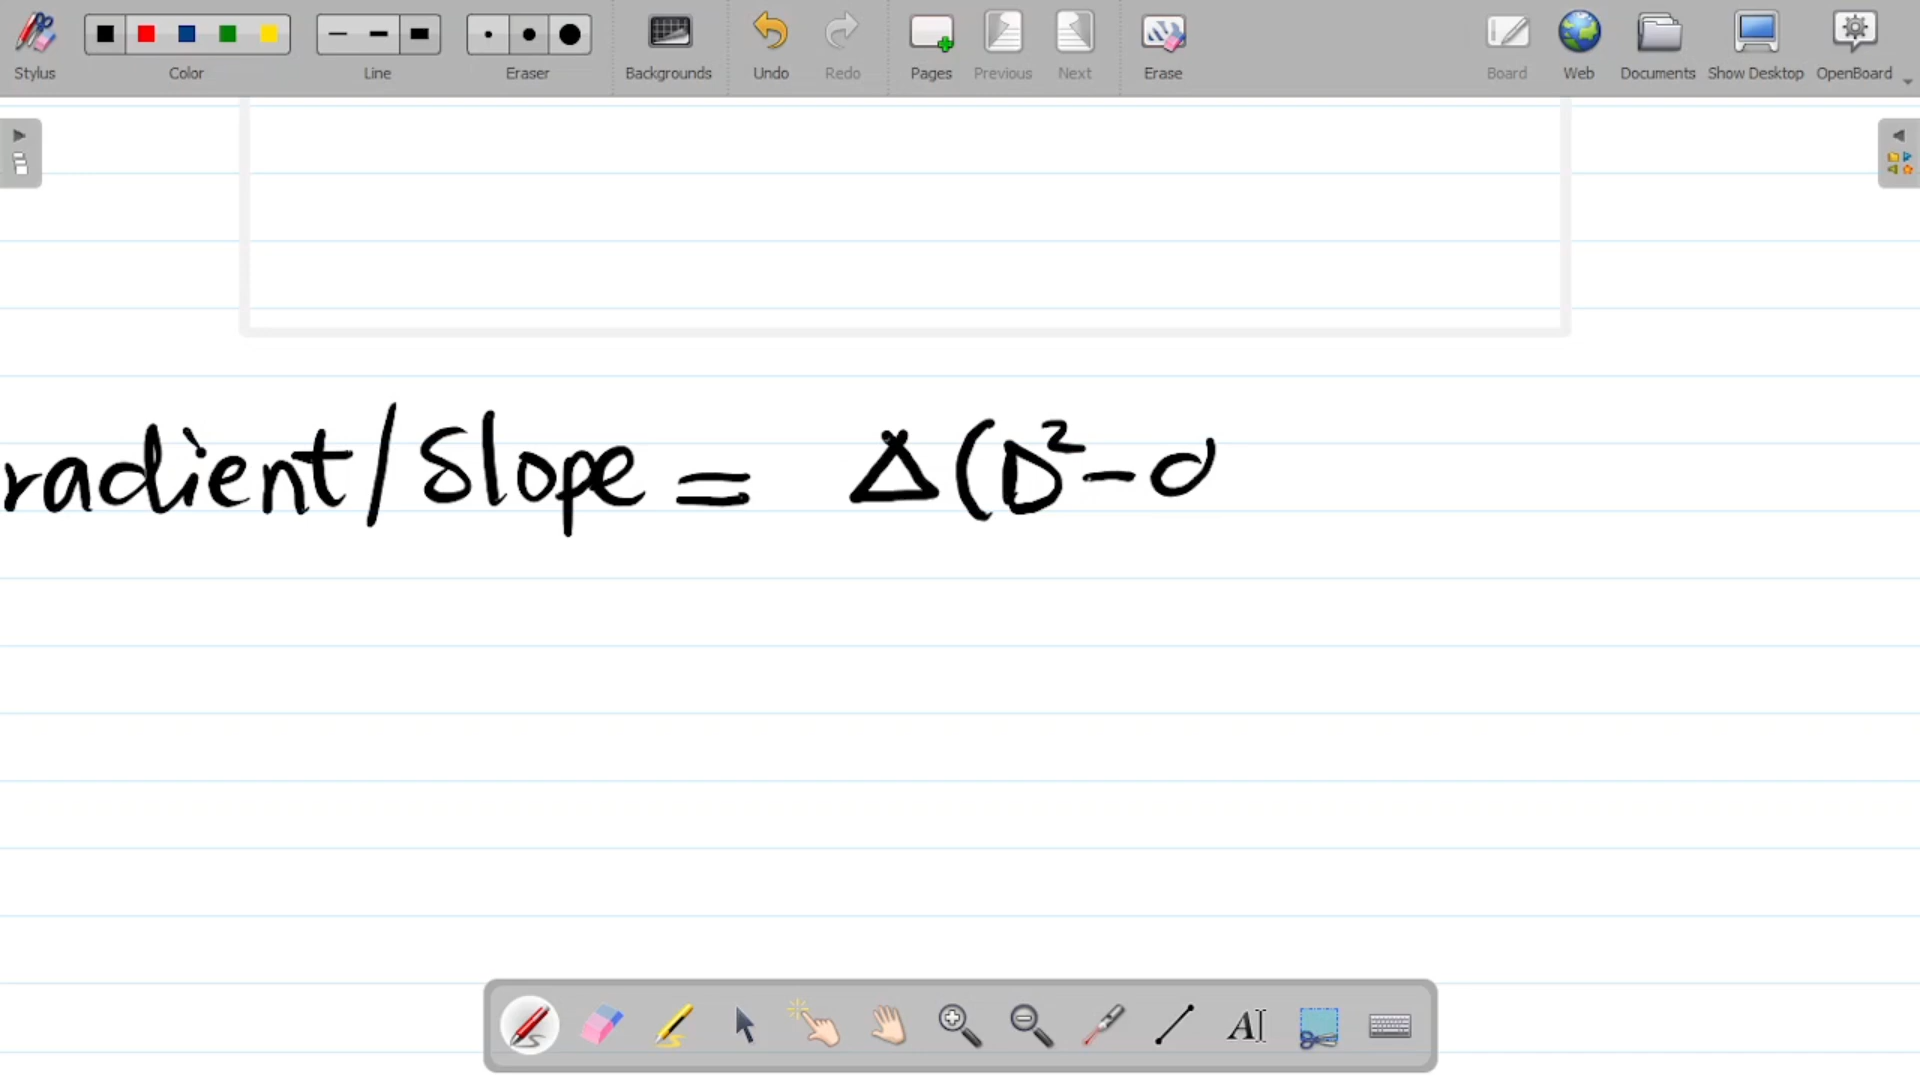 Stylus Color Line Eraser Backgrounds Undo Redo Pages Previous Next Erase Board Web Documents Show Desktop OpenBoard
radient/Slope = Δ(D²-d